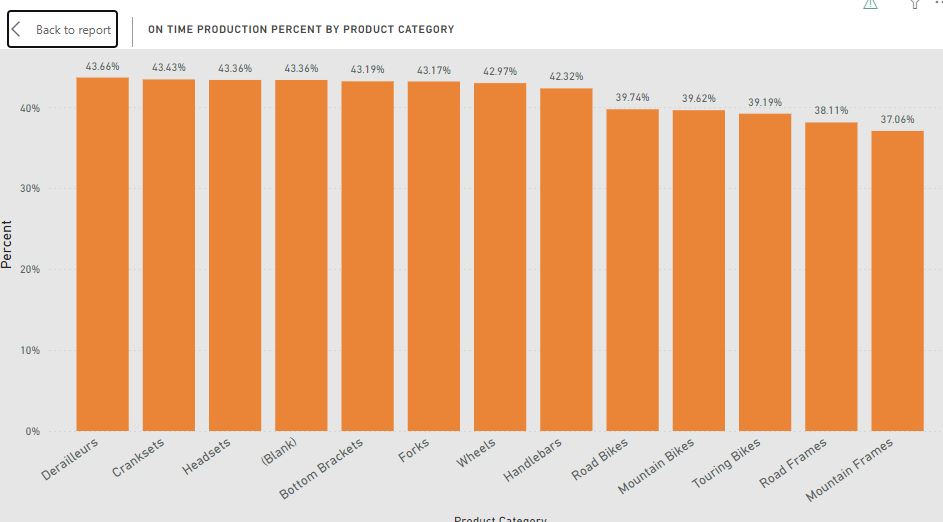 Back to report
ON TIME PRODUCTION PERCENT BY PRODUCT CATEGORY
43.66% 43.43% 43.36% 43.36% 43.19% 43.17% 42.97% 42.32% 39.74% 39.62% 39.19% 38.11% 37.06%
40%
30%
20%
10%
0%
Percent
Derailleurs Cranksets Headsets (Blank) Bottom Brackets Forks Wheels Handlebars Road Bikes Mountain Bikes Touring Bikes Road Frames Mountain Frames
Product Category